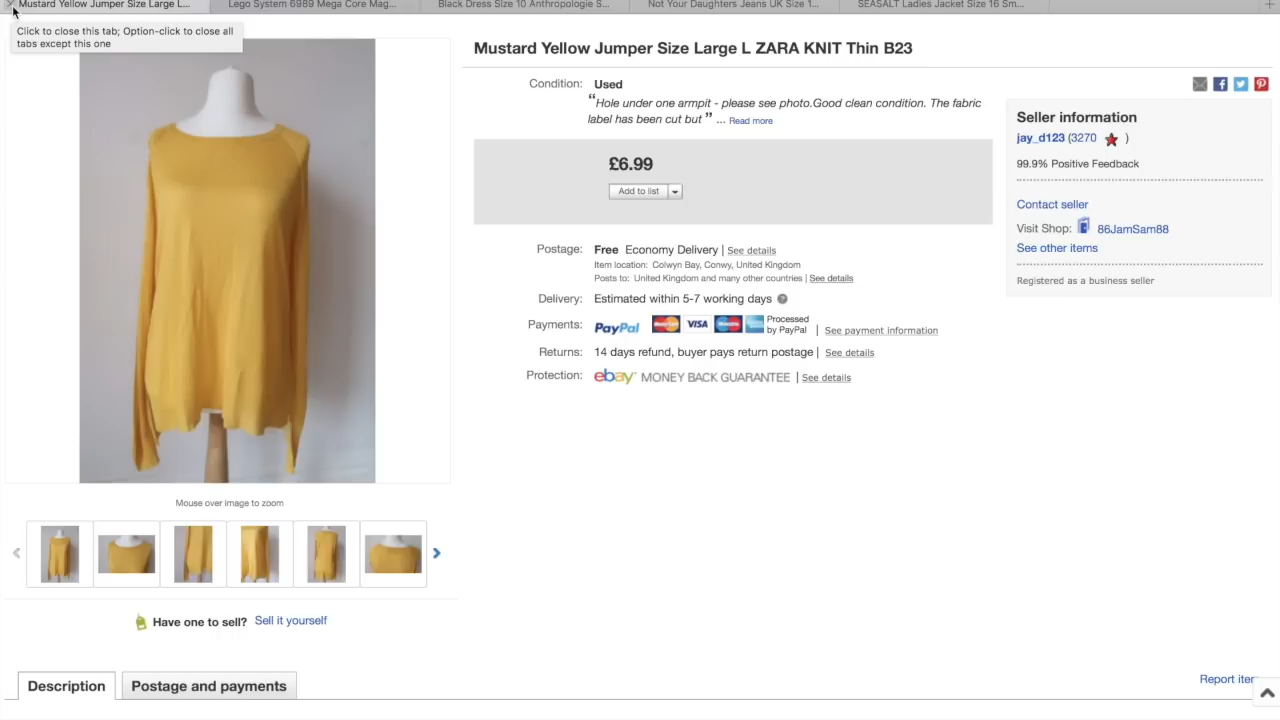 Mustard Yellow Jumper Size Large L...
Lego System 6989 Mega Core Mag...
Black Dress Size 10 Anthropologie S...
Not Your Daughters Jeans UK Size 1...
SEASALT Ladies Jacket Size 16 Sm...
Click to close this tab; Option-click to close all
tabs except this one
Mustard Yellow Jumper Size Large L ZARA KNIT Thin B23
Condition: Used
“Hole under one armpit - please see photo.Good clean condition. The fabric
label has been cut but ” ... Read more
£6.99
Add to list
Postage: Free Economy Delivery | See details
Item location: Colwyn Bay, Conwy, United Kingdom
Posts to: United Kingdom and many other countries | See details
Delivery: Estimated within 5-7 working days
Payments: PayPal MasterCard VISA Maestro Processed
by PayPal | See payment information
Returns: 14 days refund, buyer pays return postage | See details
Protection: ebay MONEY BACK GUARANTEE | See details
Seller information
jay_d123 (3270 )
99.9% Positive Feedback
Contact seller
Visit Shop: 86JamSam88
See other items
Registered as a business seller
Mouse over image to zoom
Have one to sell? Sell it yourself
Description
Postage and payments
Report item